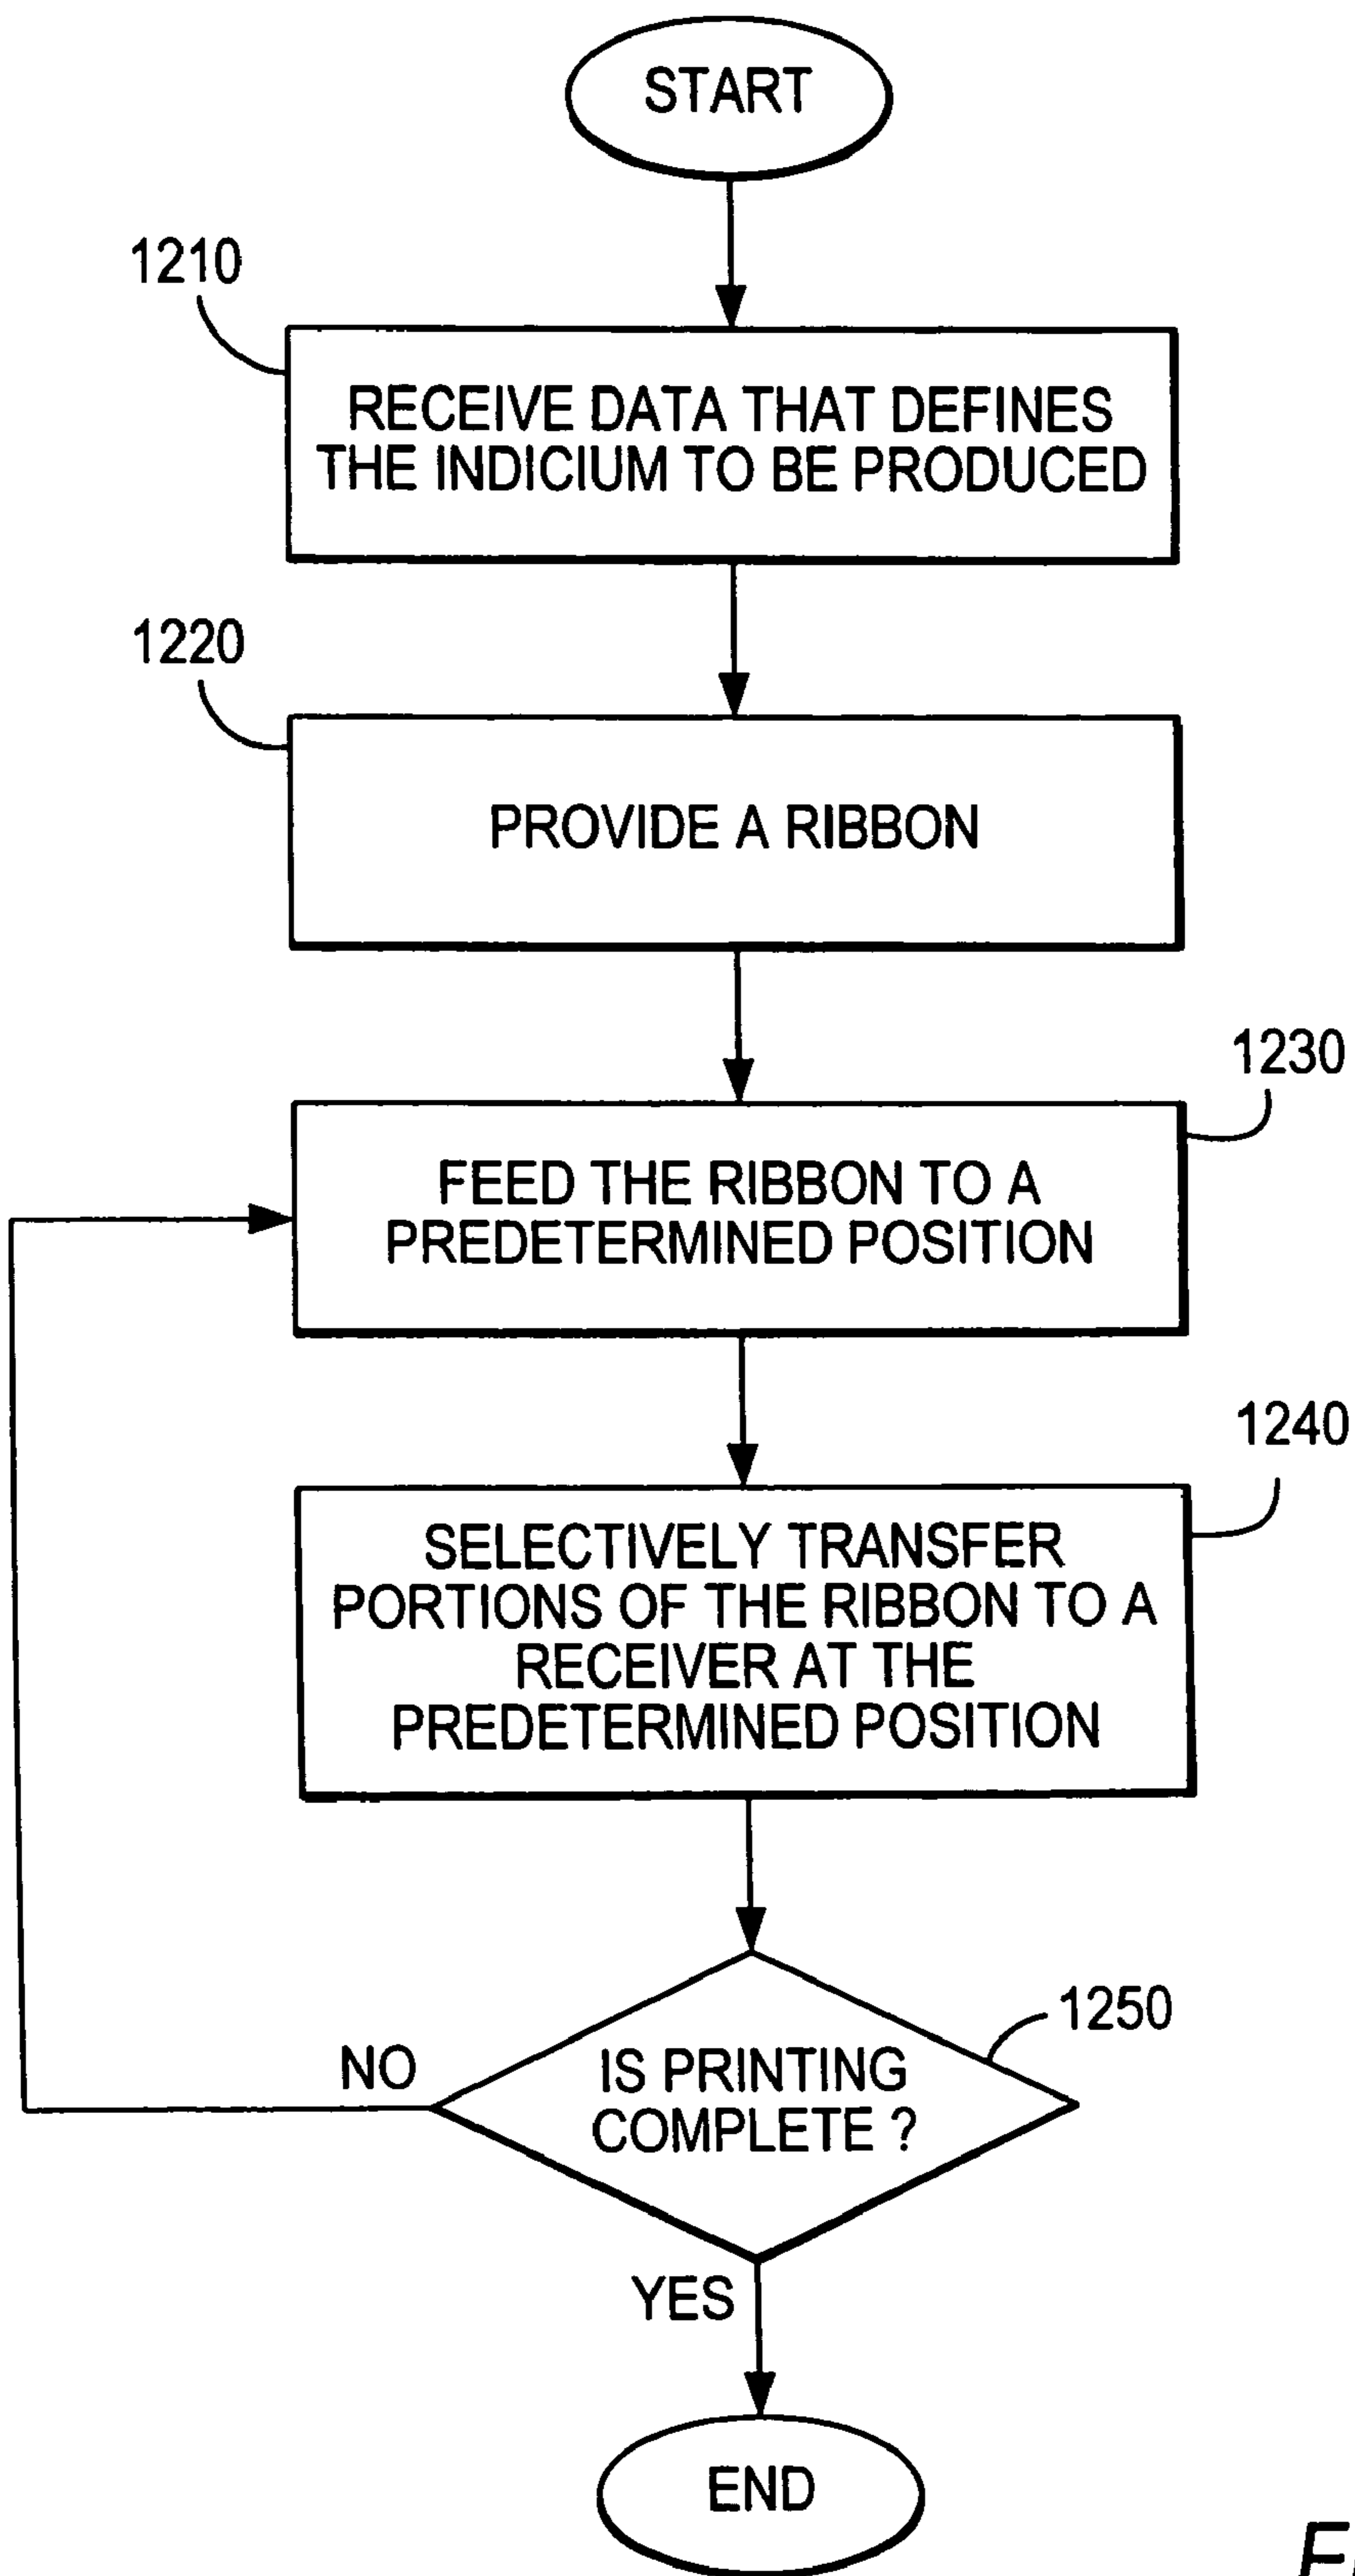 START
1210
RECEIVE DATA THAT DEFINES
THE INDICIUM TO BE PRODUCED
1220
PROVIDE A RIBBON
1230
FEED THE RIBBON TO A
PREDETERMINED POSITION
1240
SELECTIVELY TRANSFER
PORTIONS OF THE RIBBON TO A
RECEIVER AT THE
PREDETERMINED POSITION
1250
IS PRINTING
COMPLETE ?
NO
YES
END